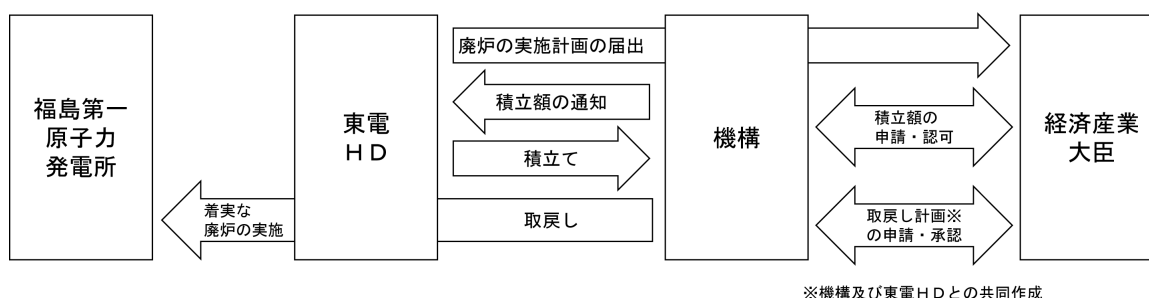 福島第一
原子力
発電所
東電
ＨＤ
廃炉の実施計画の届出
積立額の通知
積立て
取戻し
着実な
廃炉の実施
機構
積立額の
申請・認可
取戻し計画※
の申請・承認
経済産業
大臣
※機構及び東電ＨＤとの共同作成